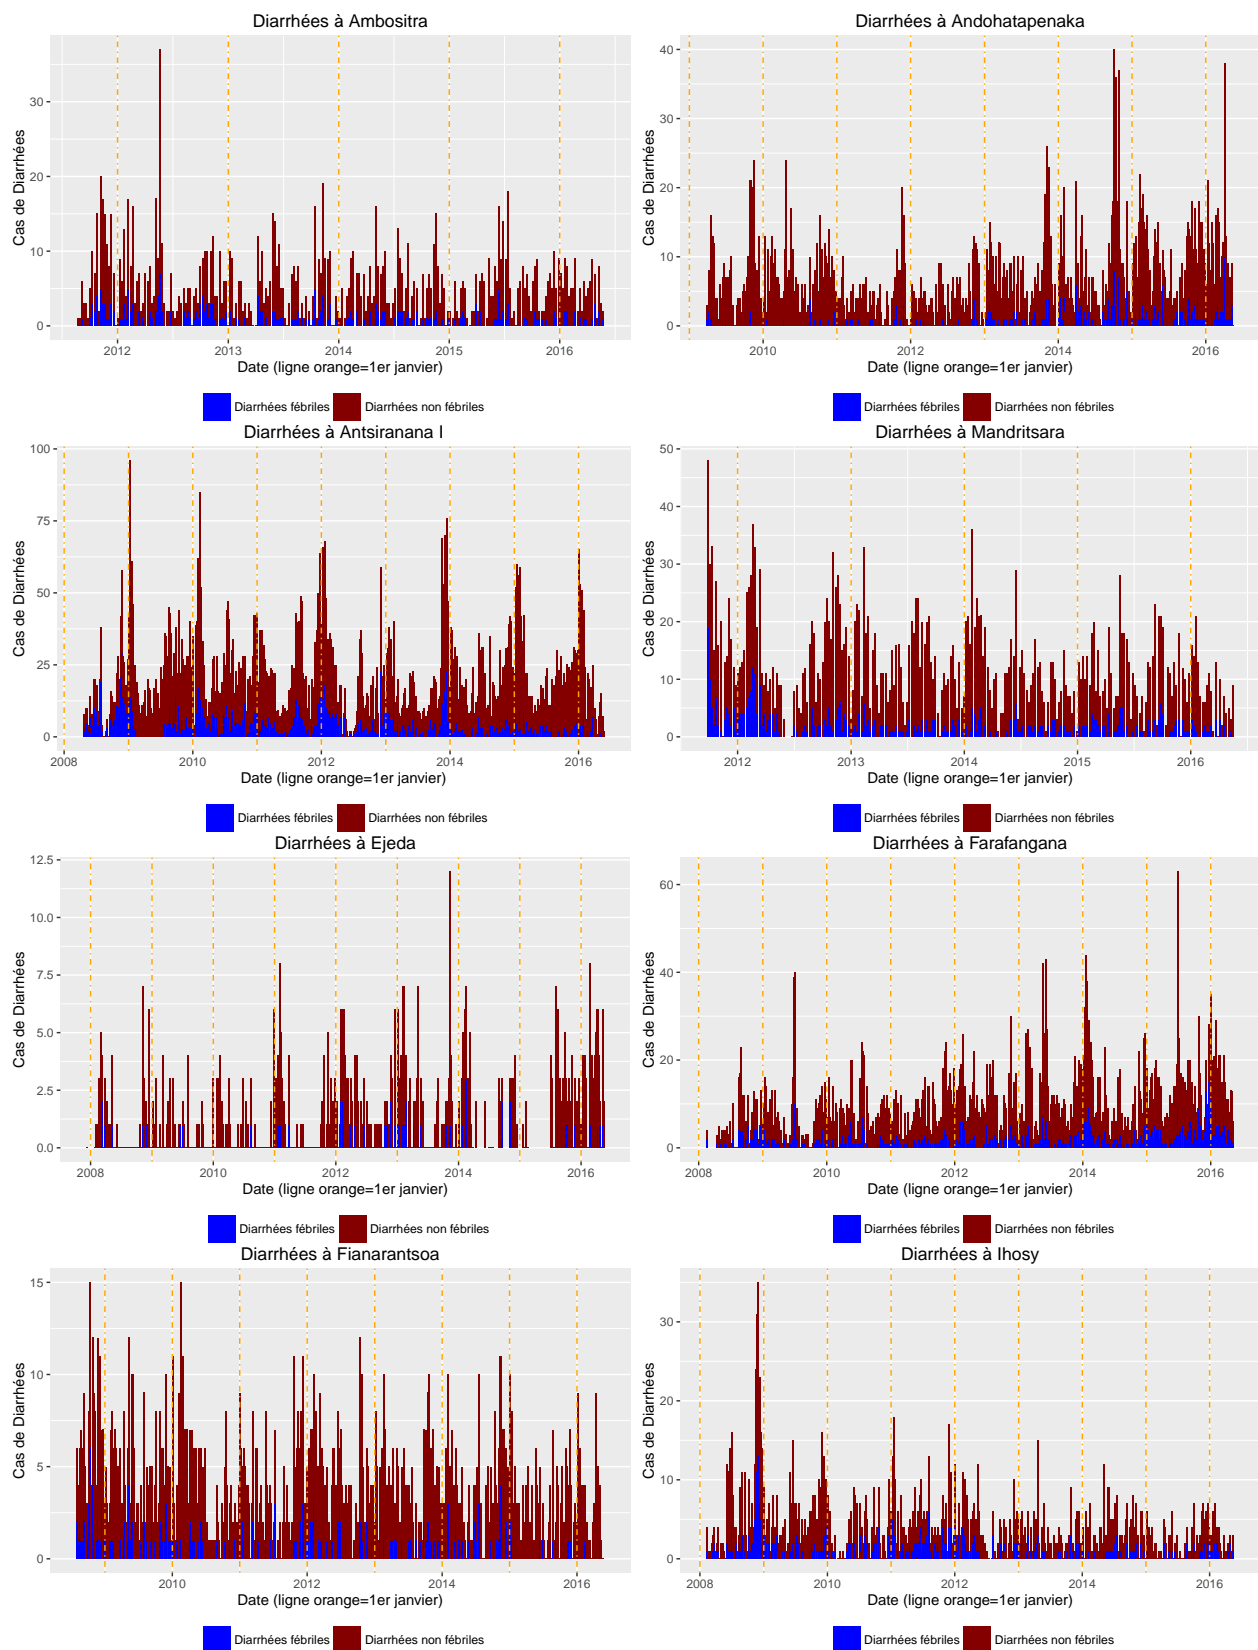 Diarrhées à Ambositra
Cas de Diarrhées
30
20
10
0
2012 2013 2014 2015 2016
Date (ligne orange=1er janvier)
Diarrhées fébriles Diarrhées non fébriles
Diarrhées à Andohatapenaka
Cas de Diarrhées
40
30
20
10
0
2010 2012 2014 2016
Date (ligne orange=1er janvier)
Diarrhées fébriles Diarrhées non fébriles
Diarrhées à Antsiranana I
Cas de Diarrhées
100
75
50
25
0
2008 2010 2012 2014 2016
Date (ligne orange=1er janvier)
Diarrhées fébriles Diarrhées non fébriles
Diarrhées à Mandritsara
Cas de Diarrhées
50
40
30
20
10
0
2012 2013 2014 2015 2016
Date (ligne orange=1er janvier)
Diarrhées fébriles Diarrhées non fébriles
Diarrhées à Ejeda
Cas de Diarrhées
12.5
10.0
7.5
5.0
2.5
0.0
2008 2010 2012 2014 2016
Date (ligne orange=1er janvier)
Diarrhées fébriles Diarrhées non fébriles
Diarrhées à Farafangana
Cas de Diarrhées
60
40
20
0
2008 2009 2010 2011 2012 2013 2014 2015 2016
Date (ligne orange=1er janvier)
Diarrhées fébriles Diarrhées non fébriles
Diarrhées à Fianarantsoa
Cas de Diarrhées
15
10
5
0
2010 2012 2014 2016
Date (ligne orange=1er janvier)
Diarrhées fébriles Diarrhées non fébriles
Diarrhées à Ihosy
Cas de Diarrhées
30
20
10
0
2008 2010 2012 2014 2016
Date (ligne orange=1er janvier)
Diarrhées fébriles Diarrhées non fébriles